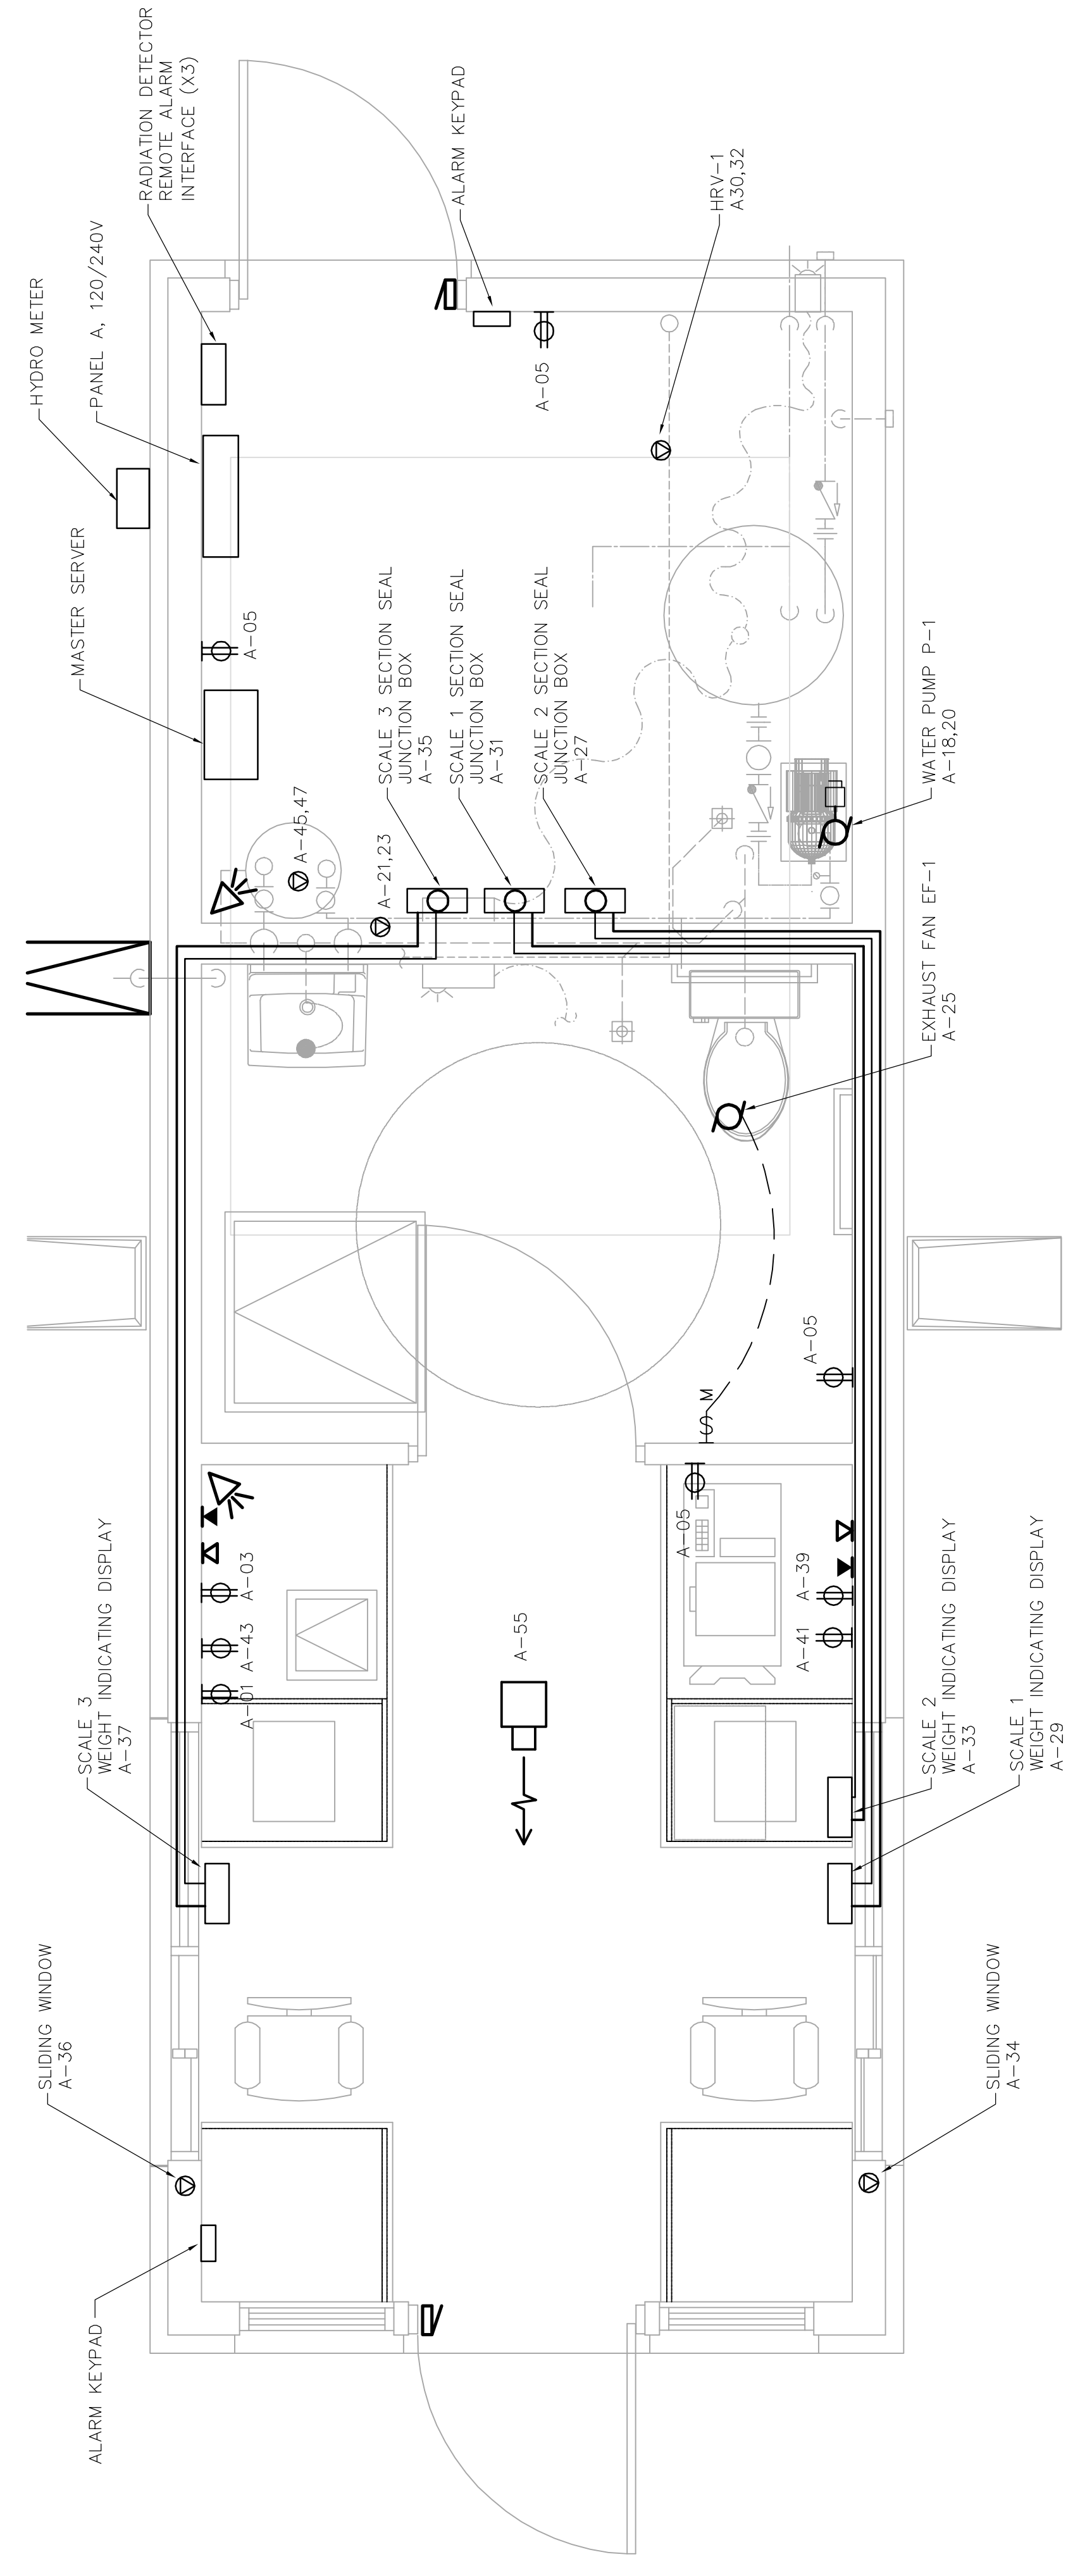 RADIATION DETECTOR
REMOTE ALARM
INTERFACE (X3)
ALARM KEYPAD
HRV-1
A30,32
PANEL A, 120/240V
HYDRO METER
A-05
MASTER SERVER
A-05
SCALE 3 SECTION SEAL
JUNCTION BOX
A-35
SCALE 1 SECTION SEAL
JUNCTION BOX
A-31
SCALE 2 SECTION SEAL
JUNCTION BOX
A-27
WATER PUMP P-1
A-18,20
A-45,47
A-21,23
EXHAUST FAN EF-1
A-25
A-05
S M
A-05
SCALE 3
WEIGHT INDICATING DISPLAY
A-37
A-03
A-43
A-01
A-55
A-39
A-41
SCALE 2
WEIGHT INDICATING DISPLAY
A-33
SCALE 1
WEIGHT INDICATING DISPLAY
A-29
SLIDING WINDOW
A-36
SLIDING WINDOW
A-34
ALARM KEYPAD